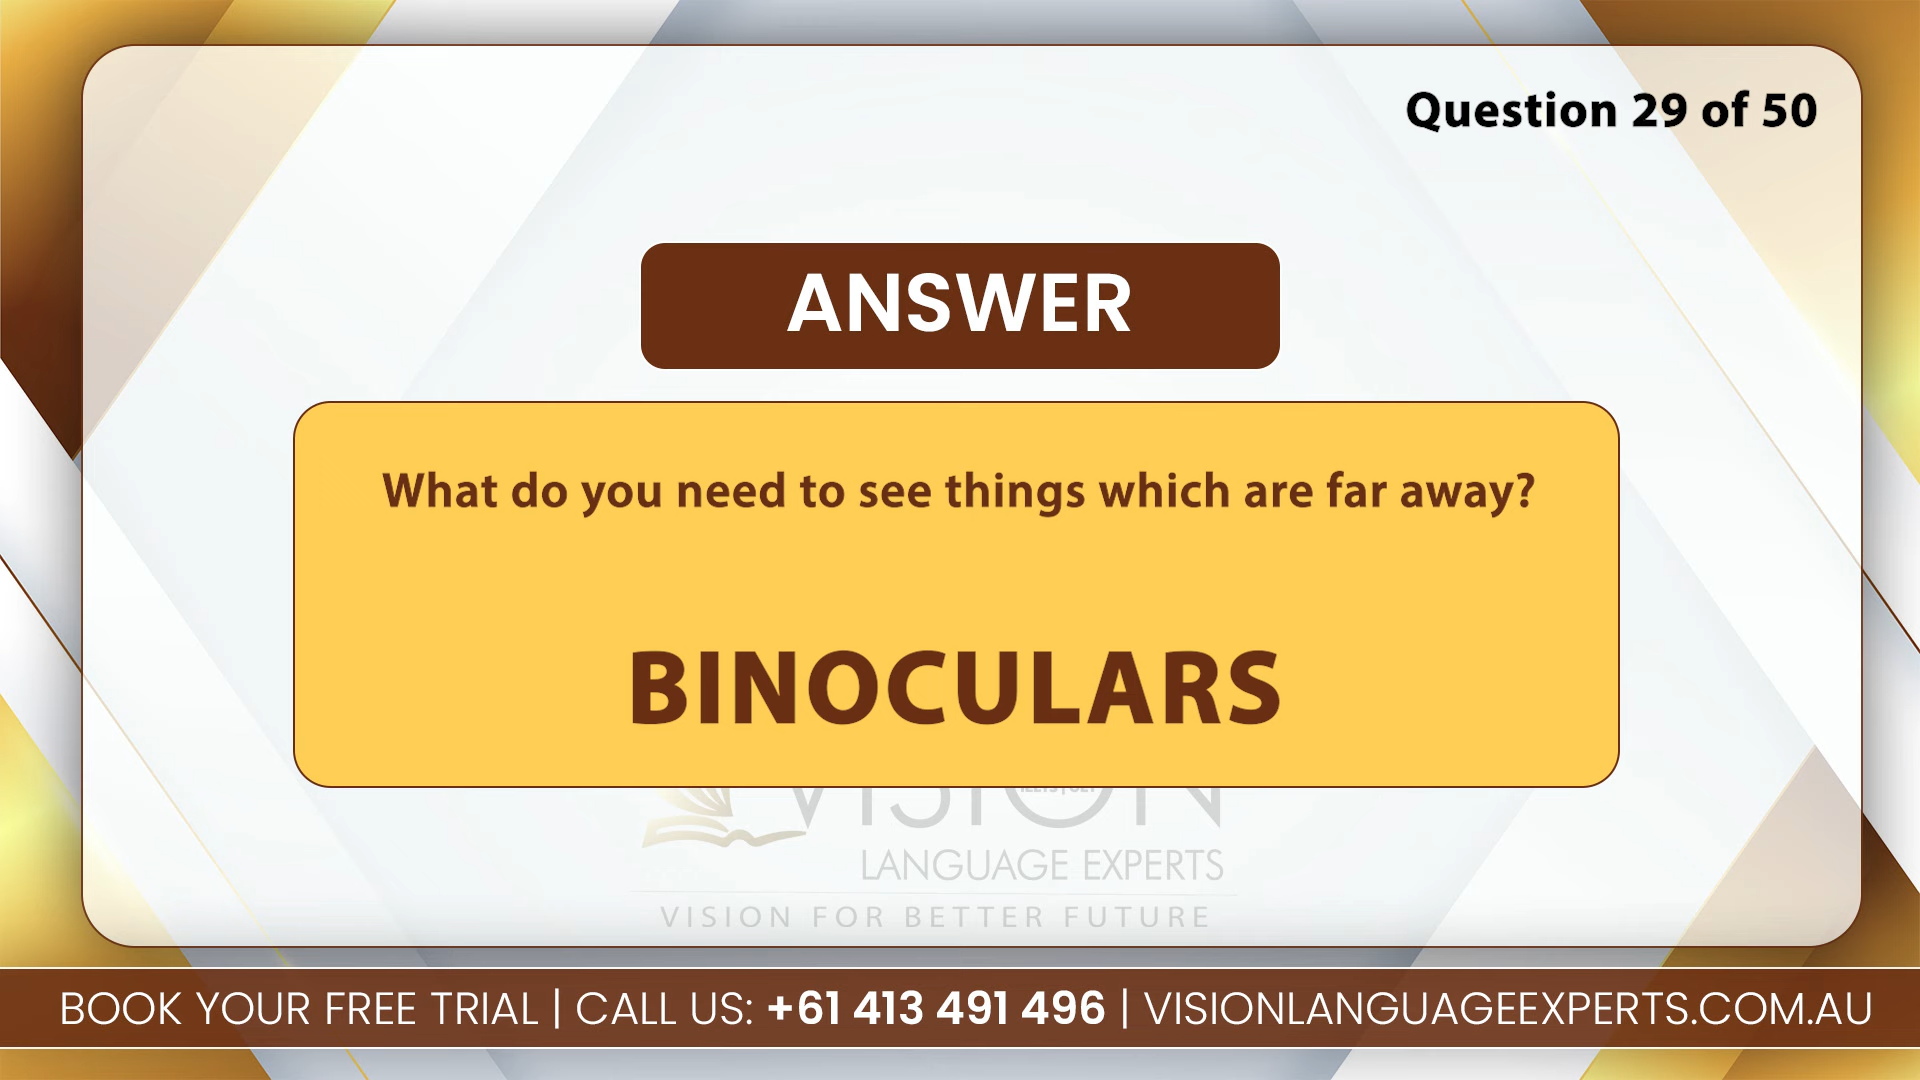 Question 29 of 50
ANSWER
What do you need to see things which are far away?
BINOCULARS
VISION
LANGUAGE EXPERTS
VISION FOR BETTER FUTURE
BOOK YOUR FREE TRIAL | CALL US: +61 413 491 496 | VISIONLANGUAGEEXPERTS.COM.AU